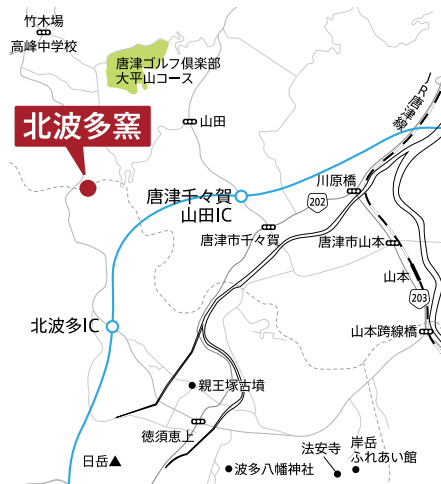 竹木場
高峰中学校
唐津ゴルフ倶楽部
大平山コース
JR唐津線
山田
北波多窯
川原橋
唐津千々賀
山田IC
202
唐津市千々賀
唐津市山本
山本
203
北波多IC
山本跨線橋
親王塚古墳
徳須恵上
法安寺
岸岳
ふれあい館
日岳
波多八幡神社